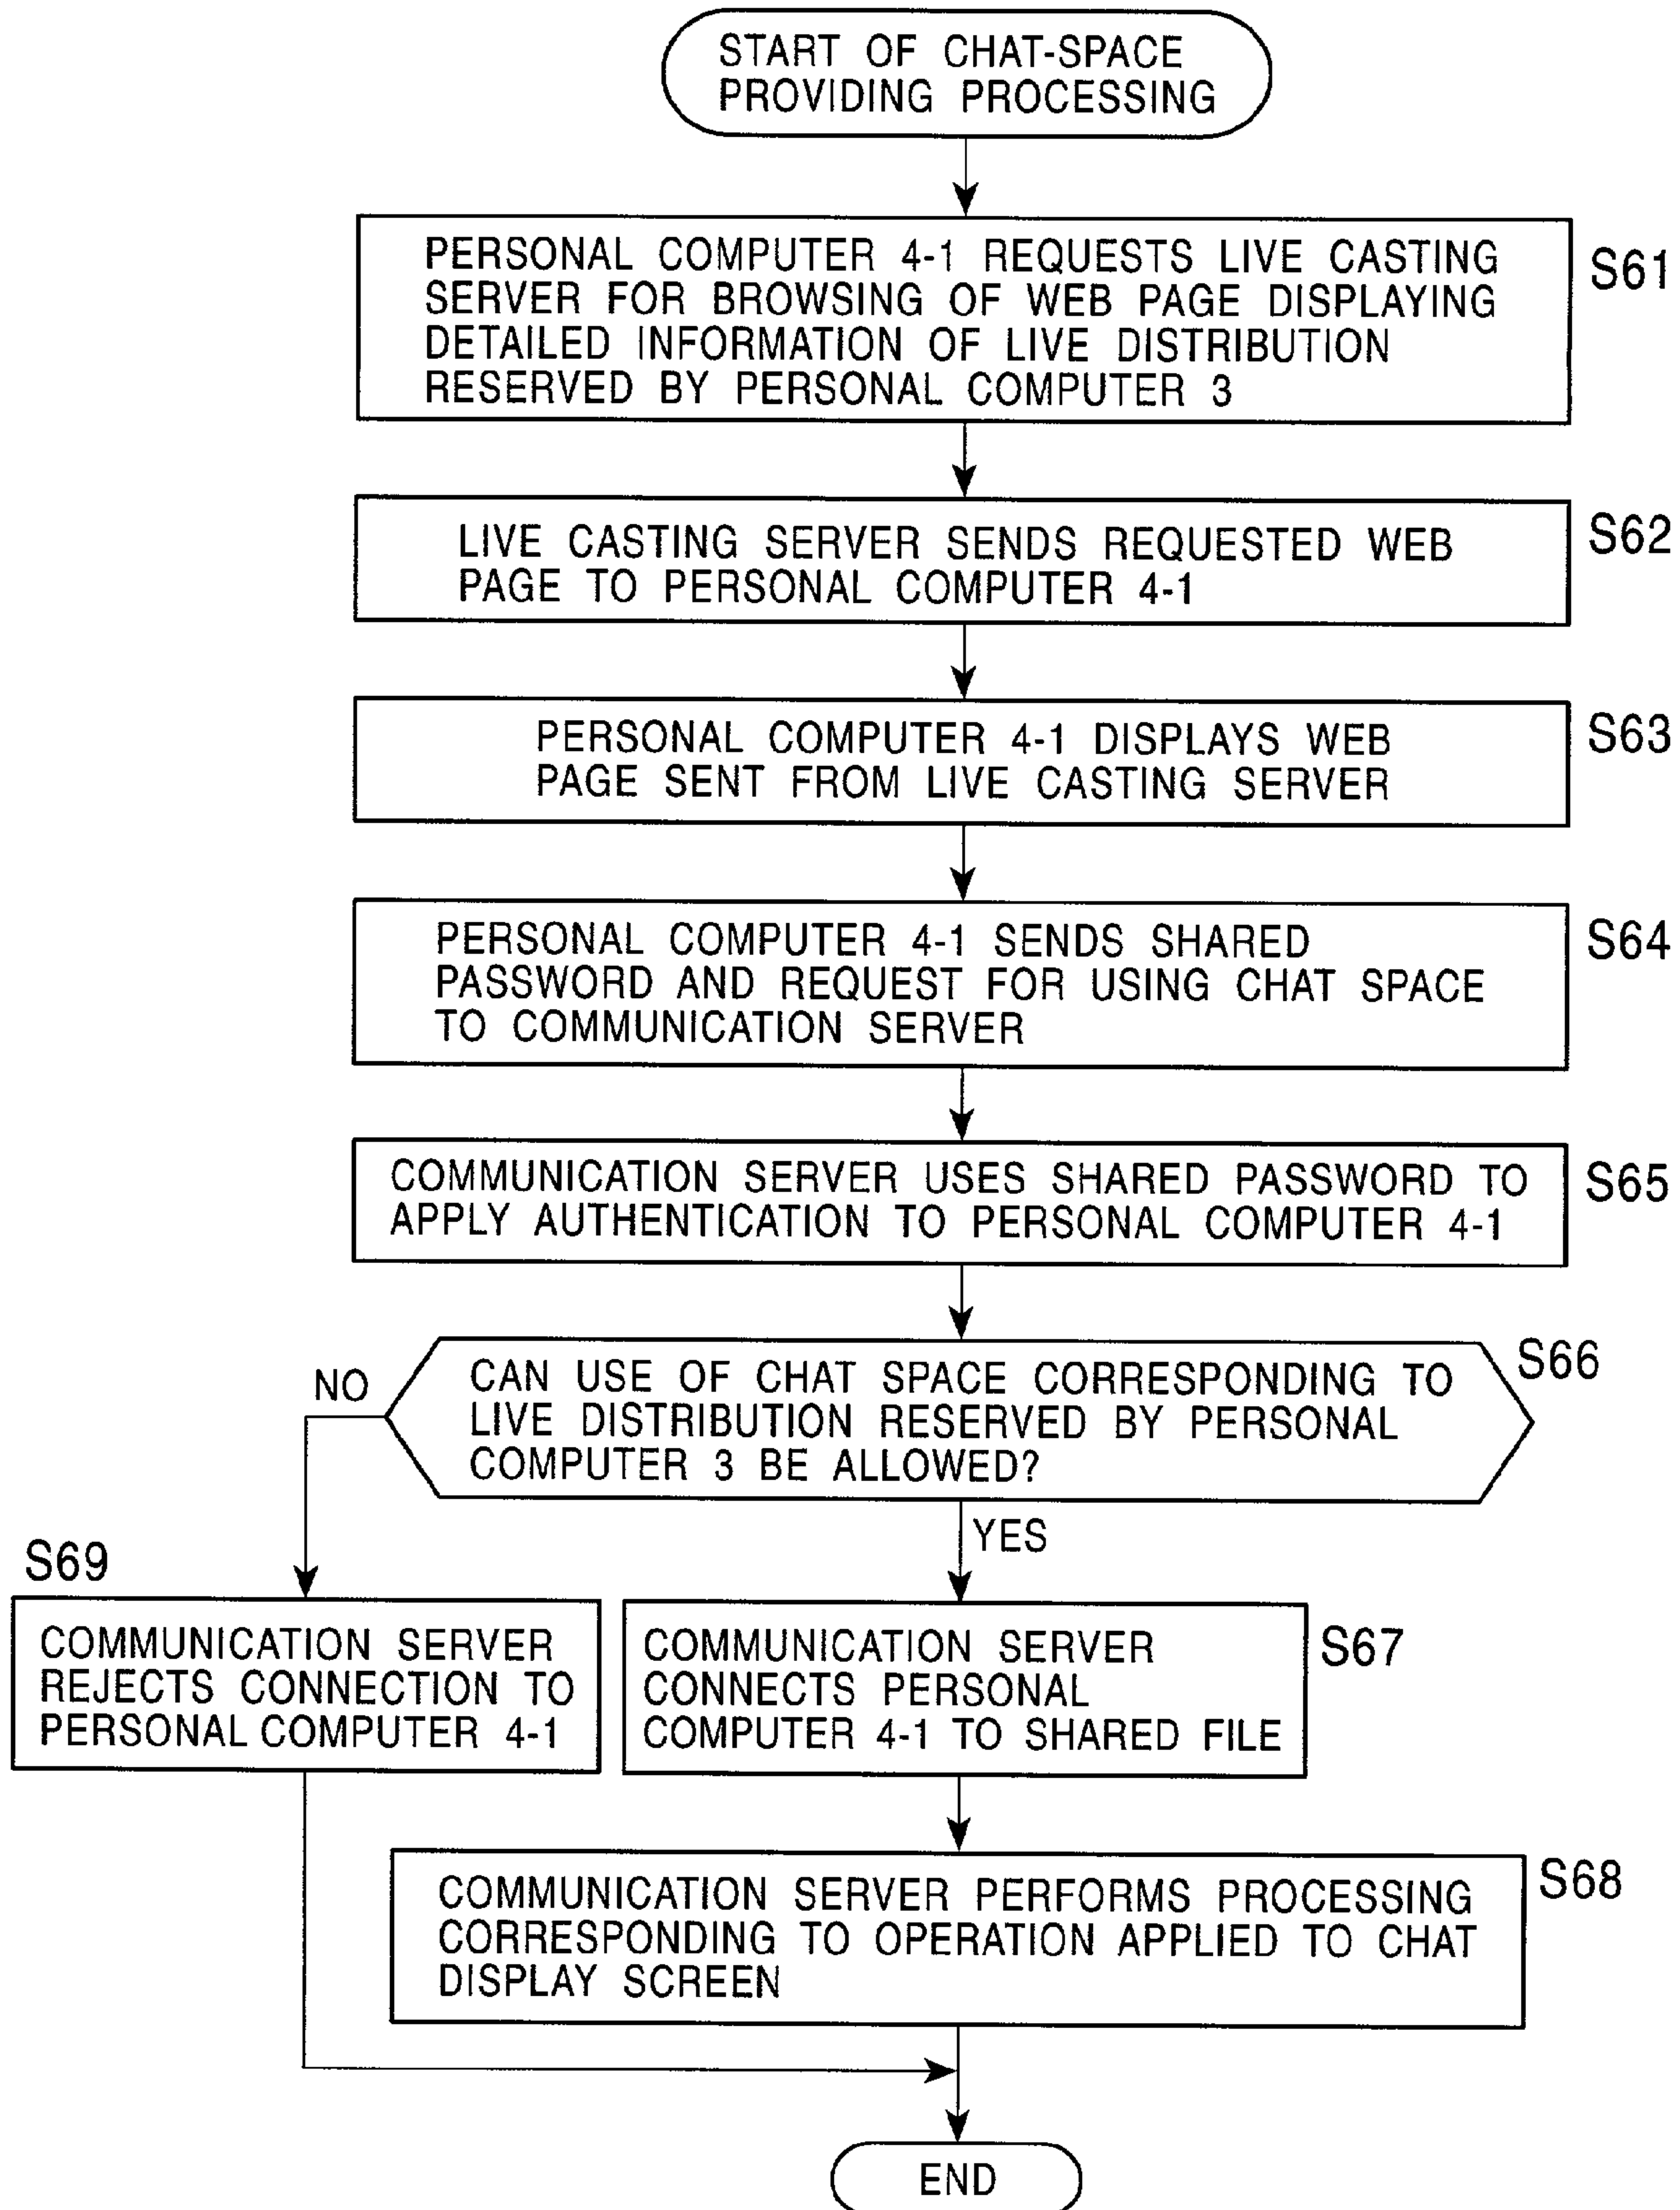 START OF CHAT-SPACE
PROVIDING PROCESSING
PERSONAL COMPUTER 4-1 REQUESTS LIVE CASTING
SERVER FOR BROWSING OF WEB PAGE DISPLAYING
DETAILED INFORMATION OF LIVE DISTRIBUTION
RESERVED BY PERSONAL COMPUTER 3
S61
LIVE CASTING SERVER SENDS REQUESTED WEB
PAGE TO PERSONAL COMPUTER 4-1
S62
PERSONAL COMPUTER 4-1 DISPLAYS WEB
PAGE SENT FROM LIVE CASTING SERVER
S63
PERSONAL COMPUTER 4-1 SENDS SHARED
PASSWORD AND REQUEST FOR USING CHAT SPACE
TO COMMUNICATION SERVER
S64
COMMUNICATION SERVER USES SHARED PASSWORD TO
APPLY AUTHENTICATION TO PERSONAL COMPUTER 4-1
S65
CAN USE OF CHAT SPACE CORRESPONDING TO
LIVE DISTRIBUTION RESERVED BY PERSONAL
COMPUTER 3 BE ALLOWED?
S66
NO
YES
S69
COMMUNICATION SERVER
REJECTS CONNECTION TO
PERSONAL COMPUTER 4-1
COMMUNICATION SERVER
CONNECTS PERSONAL
COMPUTER 4-1 TO SHARED FILE
S67
COMMUNICATION SERVER PERFORMS PROCESSING
CORRESPONDING TO OPERATION APPLIED TO CHAT
DISPLAY SCREEN
S68
END